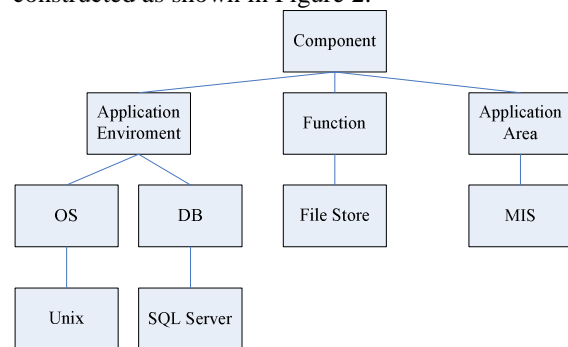 constructed as shown in Figure 2.
Component
Application
Enviroment
Function
Application
Area
OS
DB
File Store
MIS
Unix
SQL Server